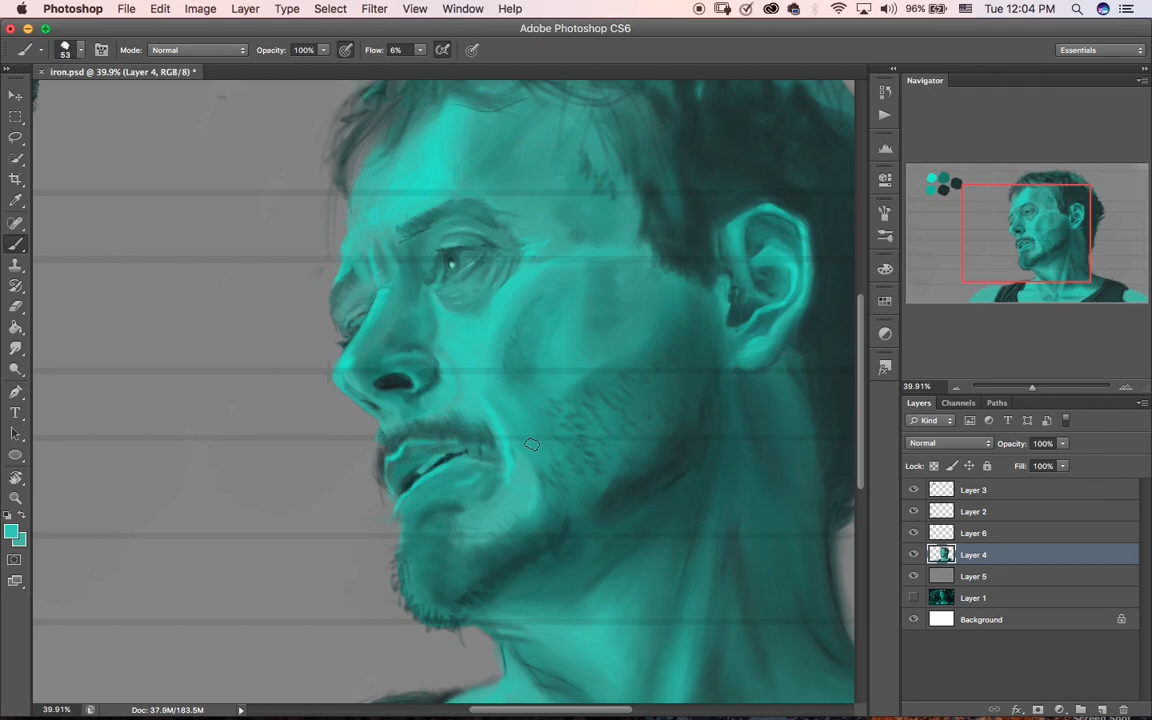 Photoshop File Edit Image Layer Type Select Filter View Window Help 96% Tue 12:04 PM
Adobe Photoshop CS6
53 Mode: Normal Opacity: 100% Flow: 6% Essentials
× iron.psd @ 39.9% (Layer 4, RGB/8) *
Navigator
39.91%
Layers Channels Paths
Kind
Normal Opacity: 100%
Lock: Fill: 100%
Layer 3
Layer 2
Layer 6
Layer 4
Layer 5
Layer 1
Background
39.91% Doc: 37.9M/183.5M